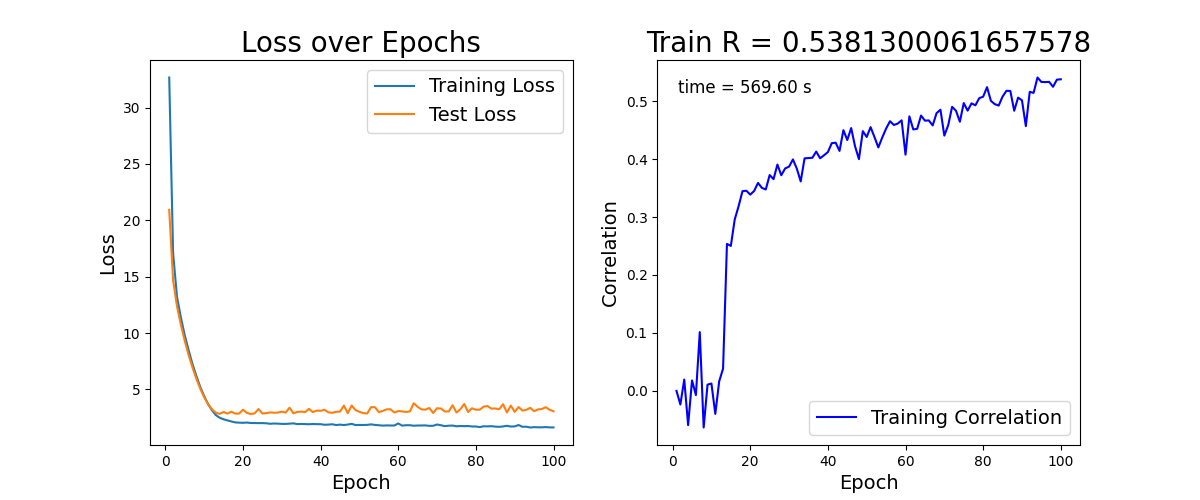 Loss over Epochs
Training Loss
Test Loss
30
25
20
15
10
5
Loss
0
20
40
60
80
100
Epoch
Train R = 0.5381300061657578
time = 569.60 s
0.5
0.4
0.3
0.2
0.1
0.0
Correlation
Training Correlation
0
20
40
60
80
100
Epoch